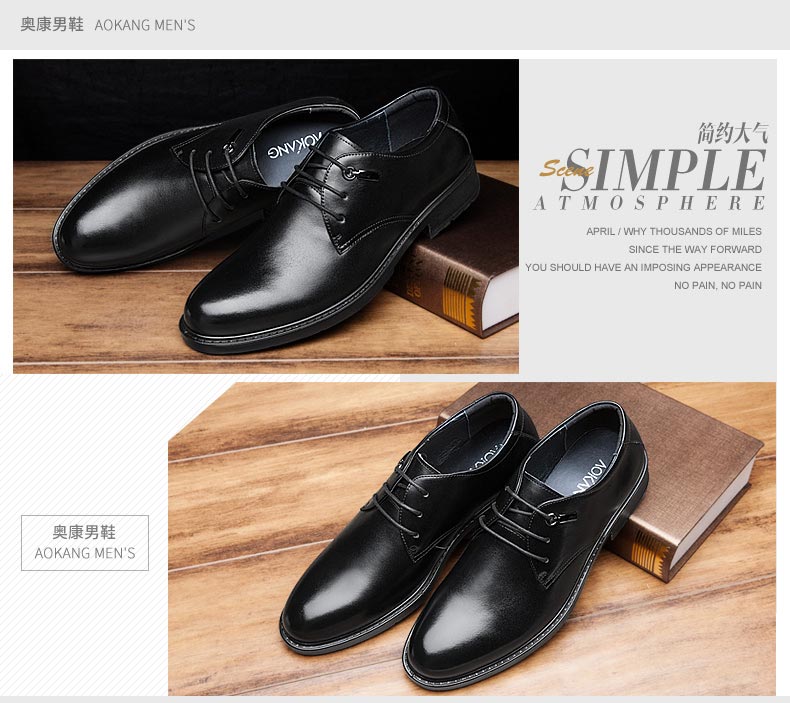 奥康男鞋 AOKANG MEN'S
AOKANG
简约大气
Scene
SIMPLE
ATMOSPHERE
APRIL / WHY THOUSANDS OF MILES
SINCE THE WAY FORWARD
YOU SHOULD HAVE AN IMPOSING APPEARANCE
NO PAIN, NO PAIN
AOKANG
奥康男鞋
AOKANG MEN'S